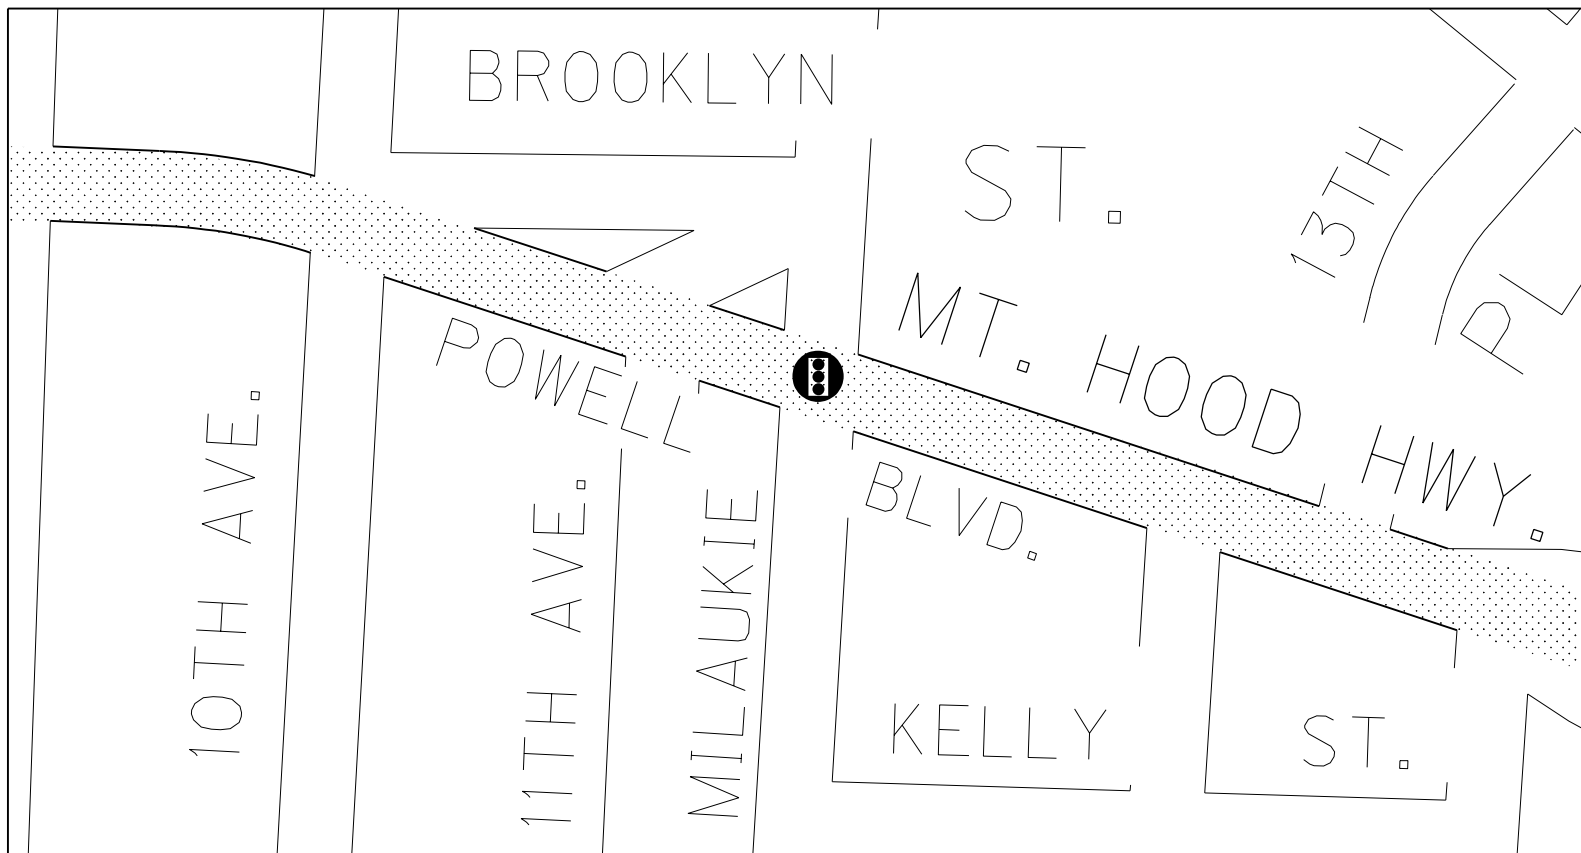 BROOKLYN ST.
13TH PL
MT. HOOD HWY.
POWELL BLVD.
10TH AVE.
11TH AVE.
MILAUKIE
KELLY ST.